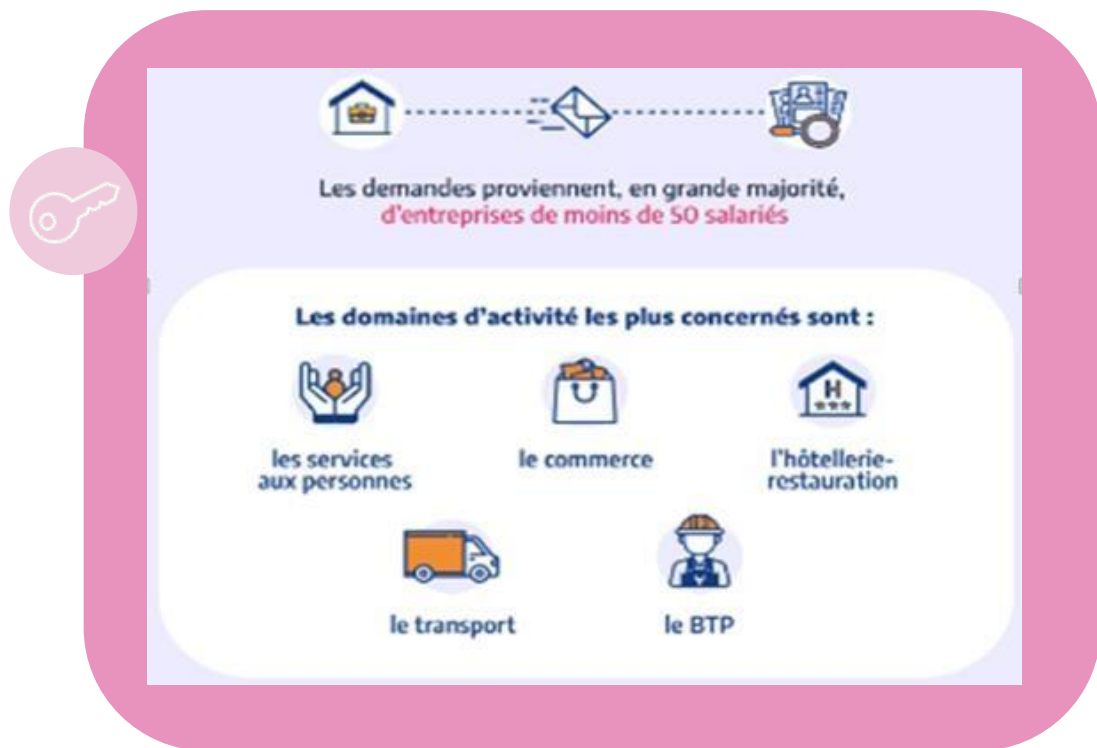 Les demandes proviennent, en grande majorité,
d'entreprises de moins de 50 salariés
Les domaines d'activité les plus concernés sont :
les services
aux personnes
le commerce
H
l'hôtellerie-
restauration
le transport
le BTP